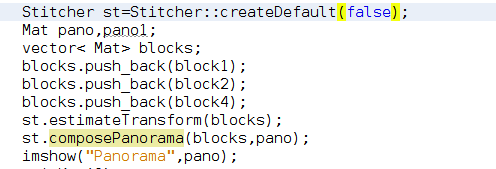 Stitcher st=Stitcher::createDefault(false);
Mat pano,pano1;
vector< Mat> blocks;
blocks.push_back(block1);
blocks.push_back(block2);
blocks.push_back(block4);
st.estimateTransform(blocks);
st.composePanorama(blocks,pano);
imshow("Panorama",pano);